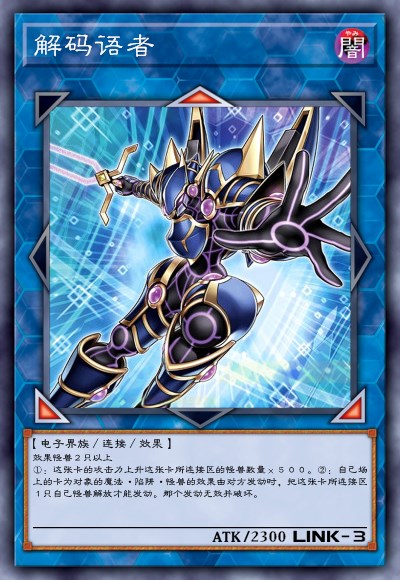 解码语者
やみ
闇
【电子界族/连接/效果】
效果怪兽2只以上
①：这张卡的攻击力上升这张卡所连接区的怪兽数量×500。②：自己场
上的卡为对象的魔法·陷阱·怪兽的效果由对方发动时，把这张卡所连接区
1只自己怪兽解放才能发动。那个发动无效并破坏。
ATK/2300 LINK-3